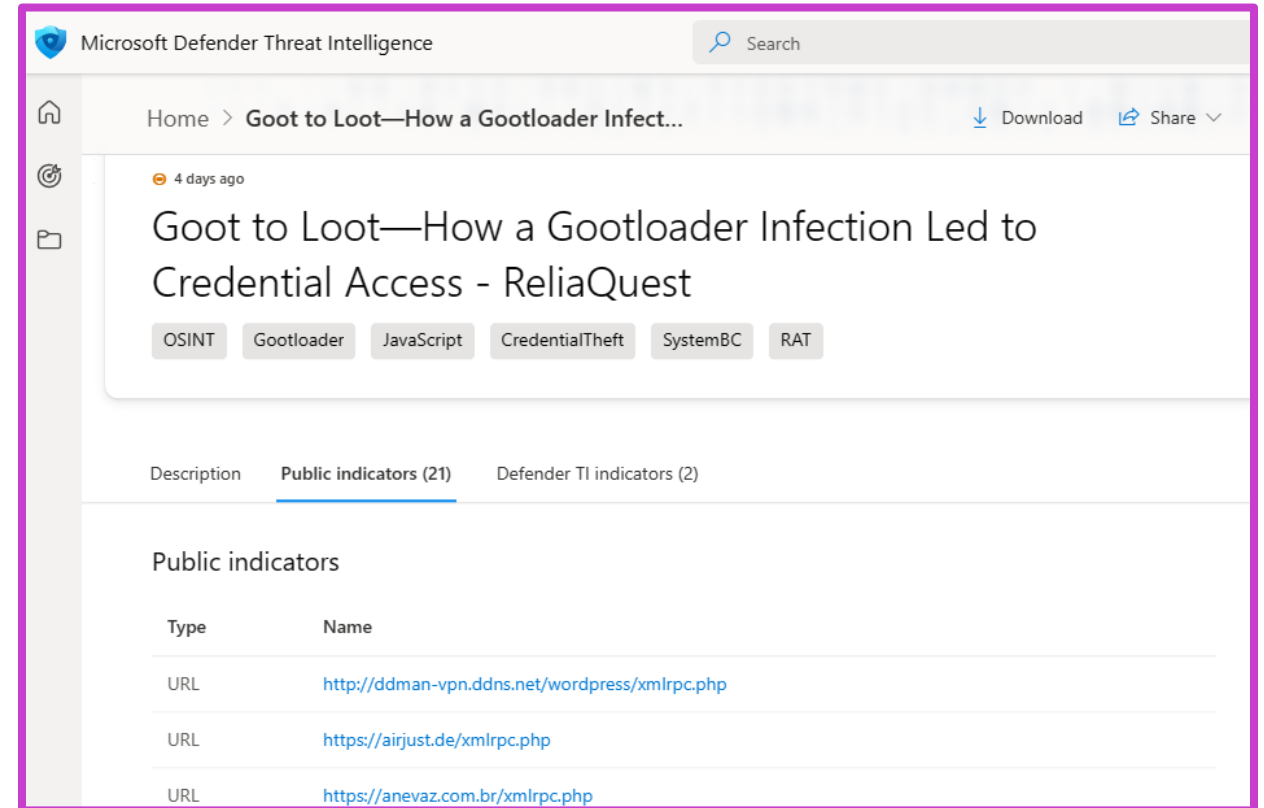 Microsoft Defender Threat Intelligence
Search
Home > Goot to Loot—How a Gootloader Infect...
Download
Share
4 days ago
Goot to Loot—How a Gootloader Infection Led to
Credential Access - ReliaQuest
OSINT Gootloader JavaScript CredentialTheft SystemBC RAT
Description Public indicators (21) Defender TI indicators (2)
Public indicators
Type Name
URL http://ddman-vpn.ddns.net/wordpress/xmlrpc.php
URL https://airjust.de/xmlrpc.php
URL https://anevaz.com.br/xmlrpc.php